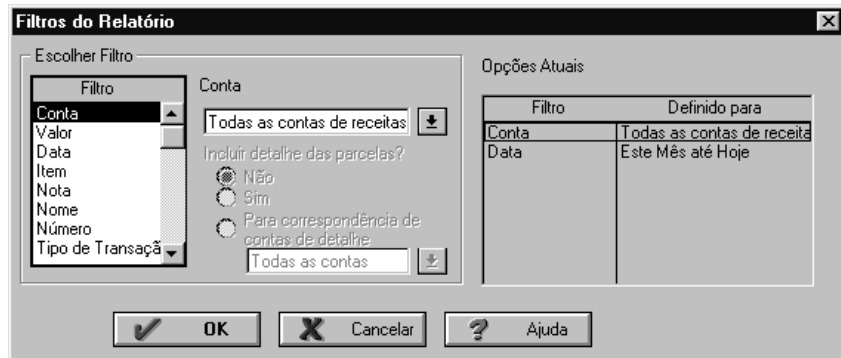 Filtros do Relatório
Escolher Filtro
Filtro
Conta
Valor
Data
Item
Nota
Nome
Número
Tipo de Transaçã
Conta
Todas as contas de receitas
Incluir detalhe das parcelas?
Não
Sim
Para correspondência de
contas de detalhe
Todas as contas
Opções Atuais
Filtro Definido para
Conta Todas as contas de receita
Data Este Mês até Hoje
OK Cancelar Ajuda